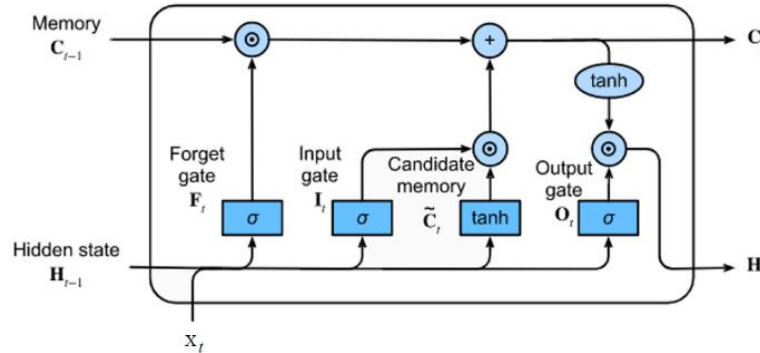 Memory
C_{t-1}
C
tanh
Forget
gate
F_t
Input
gate
I_t
Candidate
memory
C̃_t
Output
gate
O_t
σ
σ
tanh
σ
Hidden state
H_{t-1}
H
x_t